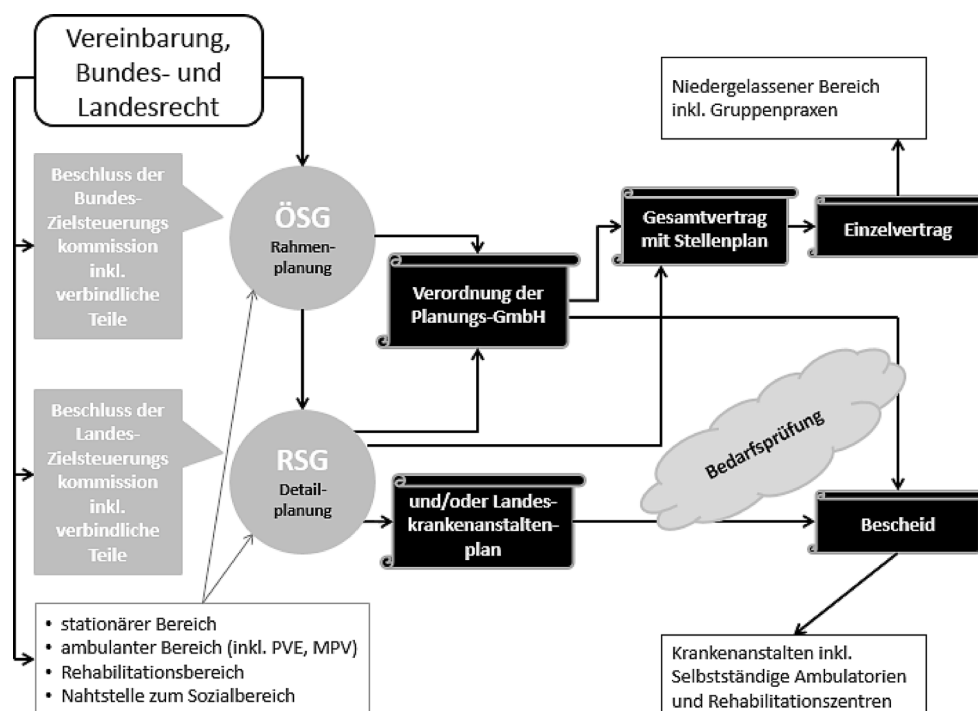 Vereinbarung,
Bundes- und
Landesrecht
Niedergelassener Bereich
inkl. Gruppenpraxen
Beschluss der
Bundes-
Zielsteuerungs
kommission
inkl.
verbindliche
Teile
ÖSG
Rahmen-
planung
Gesamtvertrag
mit Stellenplan
Einzelvertrag
Verordnung der
Planungs-GmbH
Beschluss der
Landes-
Zielsteuerungs
kommission
inkl.
verbindliche
Teile
RSG
Detail-
planung
Bedarfsprüfung
und/oder Landes-
krankenanstalten-
plan
Bescheid
• stationärer Bereich
• ambulanter Bereich (inkl. PVE, MPV)
• Rehabilitationsbereich
• Nahtstelle zum Sozialbereich
Krankenanstalten inkl.
Selbstständige Ambulatorien
und Rehabilitationszentren